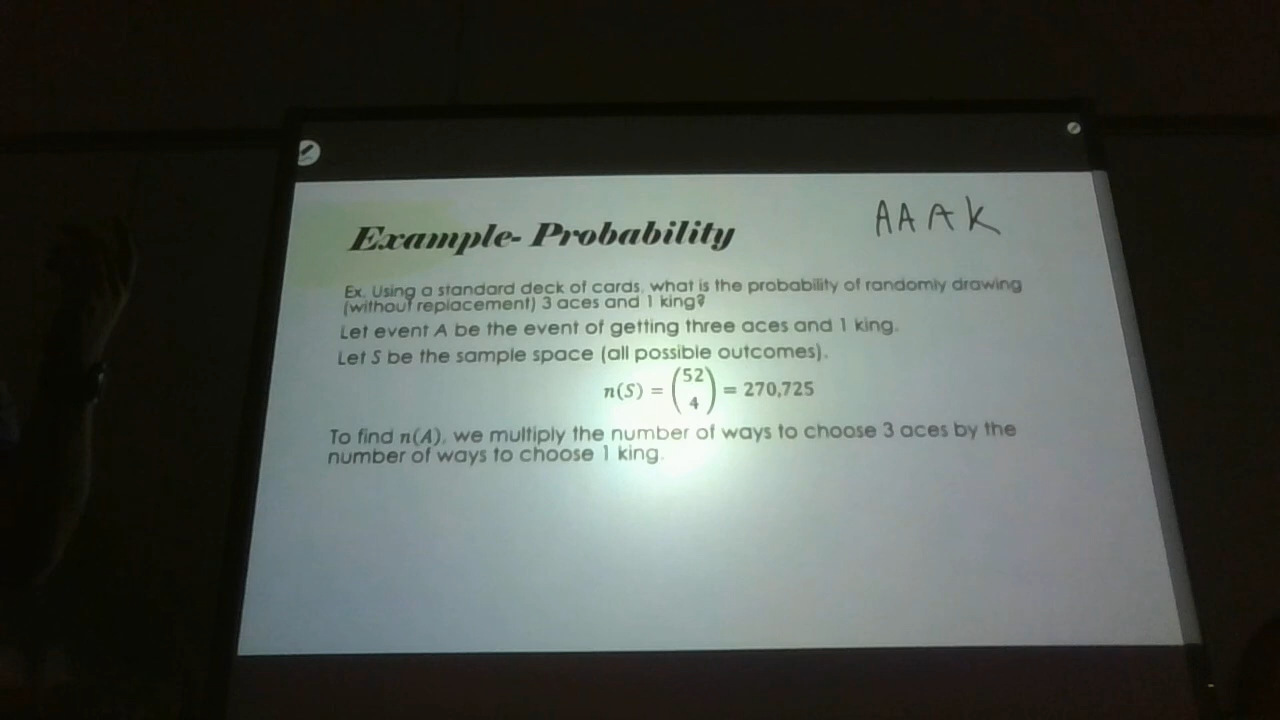 Example- Probability
AAAK
Ex. Using a standard deck of cards, what is the probability of randomly drawing
(without replacement) 3 aces and 1 king?
Let event A be the event of getting three aces and 1 king.
Let S be the sample space (all possible outcomes).
n(S) = (52 4) = 270,725
To find n(A), we multiply the number of ways to choose 3 aces by the
number of ways to choose 1 king.